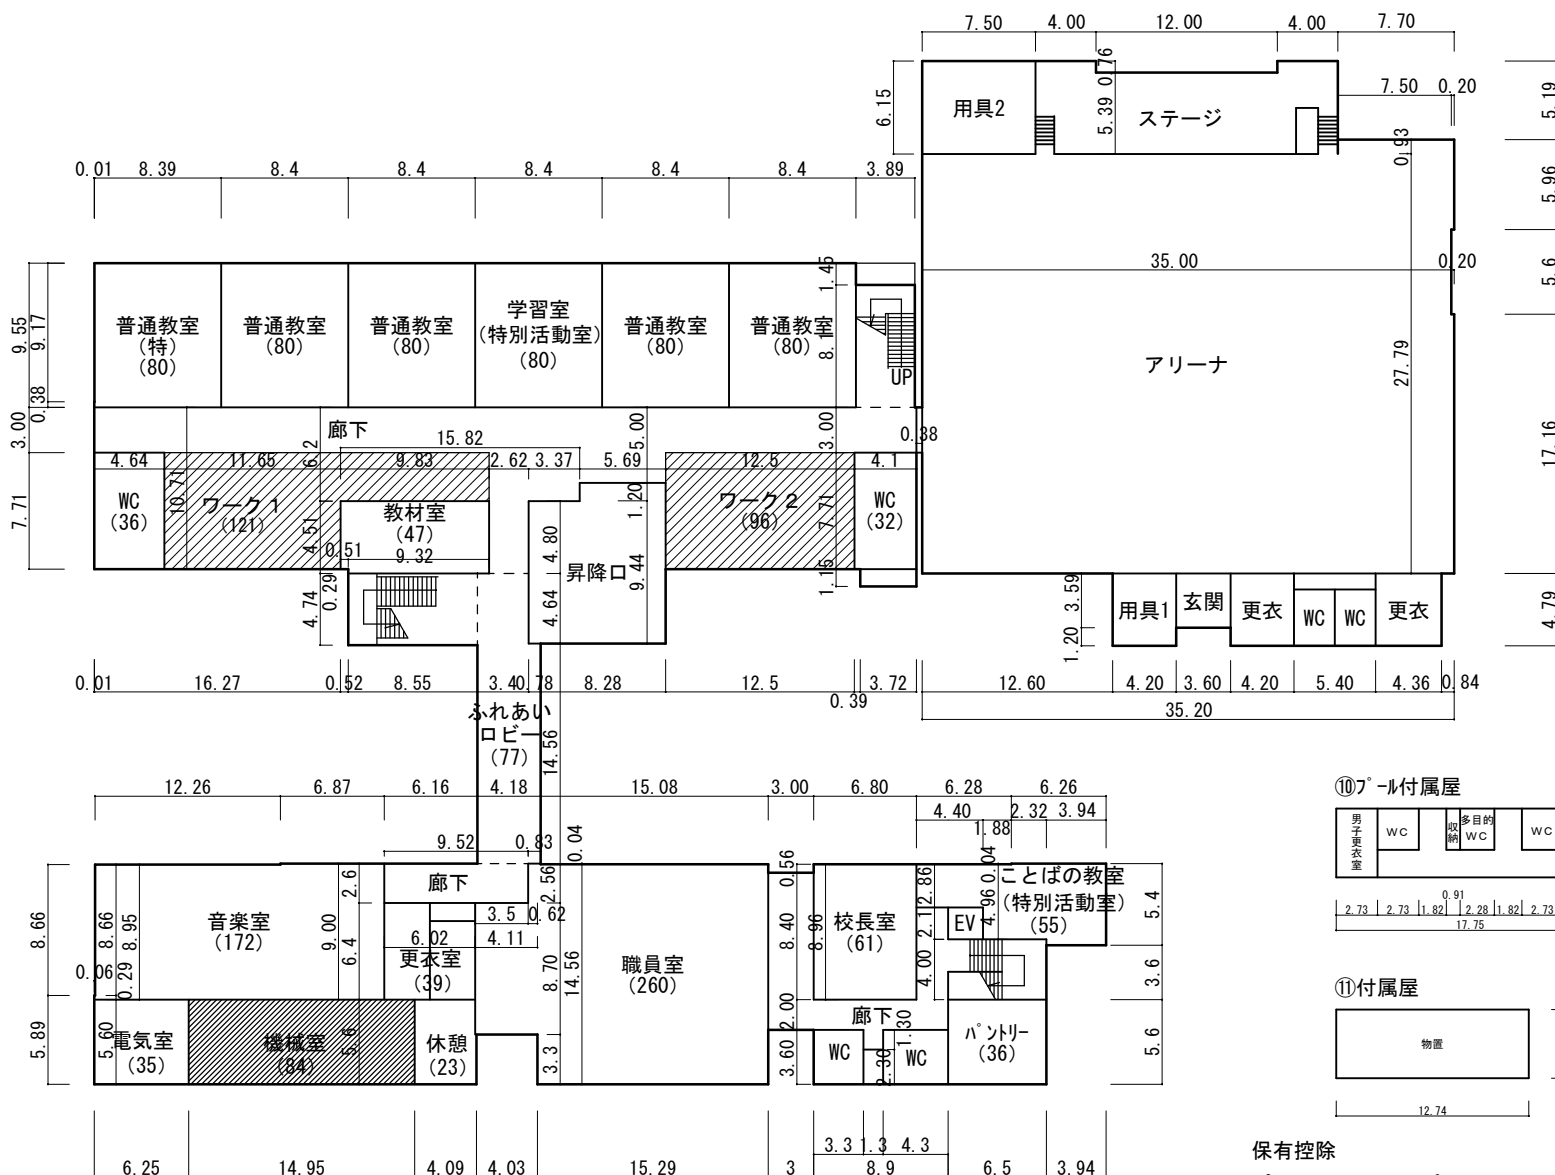 7.50 4.00 12.00 4.00 7.70
6.15
用具2
5.39 0.76
ステージ
7.50 0.20
5.19
0.93
5.96
0.01 8.39 8.4 8.4 8.4 8.4 8.4 3.89
35.00 0.20
5.6
9.55
9.17
0.38
普通教室
(特)
(80)
普通教室
(80)
普通教室
(80)
学習室
(特別活動室)
(80)
普通教室
(80)
普通教室
(80)
1.45
UP
アリーナ
27.79
17.16
廊下
15.82
5.00
3.00
0.38
3.00
6.2
4.64 11.65 9.83 2.62 3.37 5.69 12.5 4.1
7.71
WC
(36)
10.71
ワーク1
(121)
4.51
教材室
(47)
0.51 9.32
4.80
1.20
9.44
昇降口
ワーク2
(96)
7.71
WC
(32)
1.15
4.74
0.29
4.64
3.59
1.20
用具1
玄関
更衣
WC
WC
更衣
4.79
0.01 16.27 0.52 8.55 3.40 0.78 8.28 12.5 3.72
0.39
12.60 4.20 3.60 4.20 5.40 4.36 0.84
35.20
ふれあい
ロビー
(77)
14.56
12.26 6.87 6.16 4.18 15.08 3.00 6.80 6.28 6.26
4.40 2.32 3.94
1.88
9.52 0.83
0.04
⑩プール付属屋
男子更衣室
WC
収納
多目的
WC
WC
0.91
2.73 2.73 1.82 2.28 1.82 2.73
17.75
8.66
8.66
8.95
0.06
0.29
音楽室
(172)
9.00
2.6
6.4
廊下
2.56
3.5 0.62
6.02 4.11
更衣室
(39)
8.70
14.56
職員室
(260)
0.56
8.40
8.96
校長室
(61)
2.86
2.1
4.00
EV
4.96 0.04
ことばの教室
(特別活動室)
(55)
5.4
3.6
5.89
5.60
電気室
(35)
機械室
(84)
5.6
休憩
(23)
3.3
2.00
3.60
廊下
1.30
WC
WC
パントリー
(36)
5.6
⑪付属屋
物置
12.74
3.3 1.3 4.3
6.25 14.95 4.09 4.03 15.29 3 8.9 6.5 3.94
保有控除